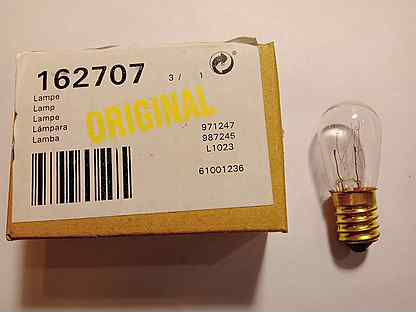 162707 3 / 1
Lampe
Lamp
Lampe
Lámpara
Lamba
ORIGINAL
971247
987245
L1023
61001236